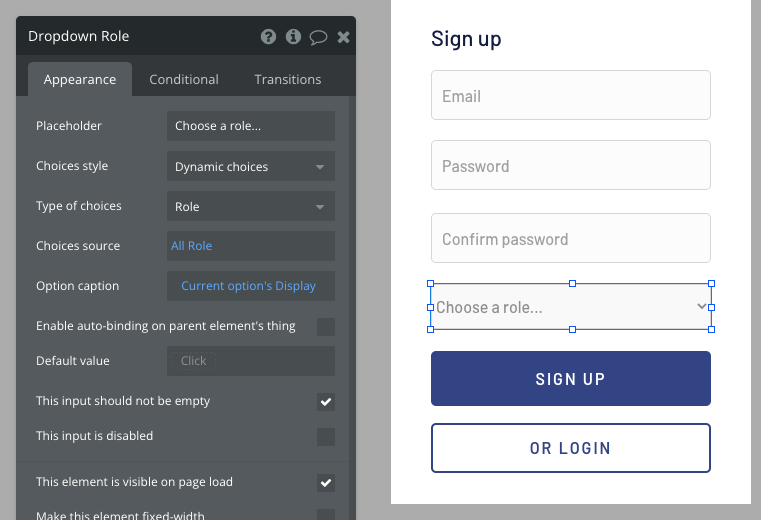 Dropdown Role
Appearance Conditional Transitions
Placeholder Choose a role...
Choices style Dynamic choices
Type of choices Role
Choices source All Role
Option caption Current option's Display
Enable auto-binding on parent element's thing
Default value Click
This input should not be empty
This input is disabled
This element is visible on page load
Make this element fixed-width
Sign up
Email
Password
Confirm password
Choose a role...
SIGN UP
OR LOGIN